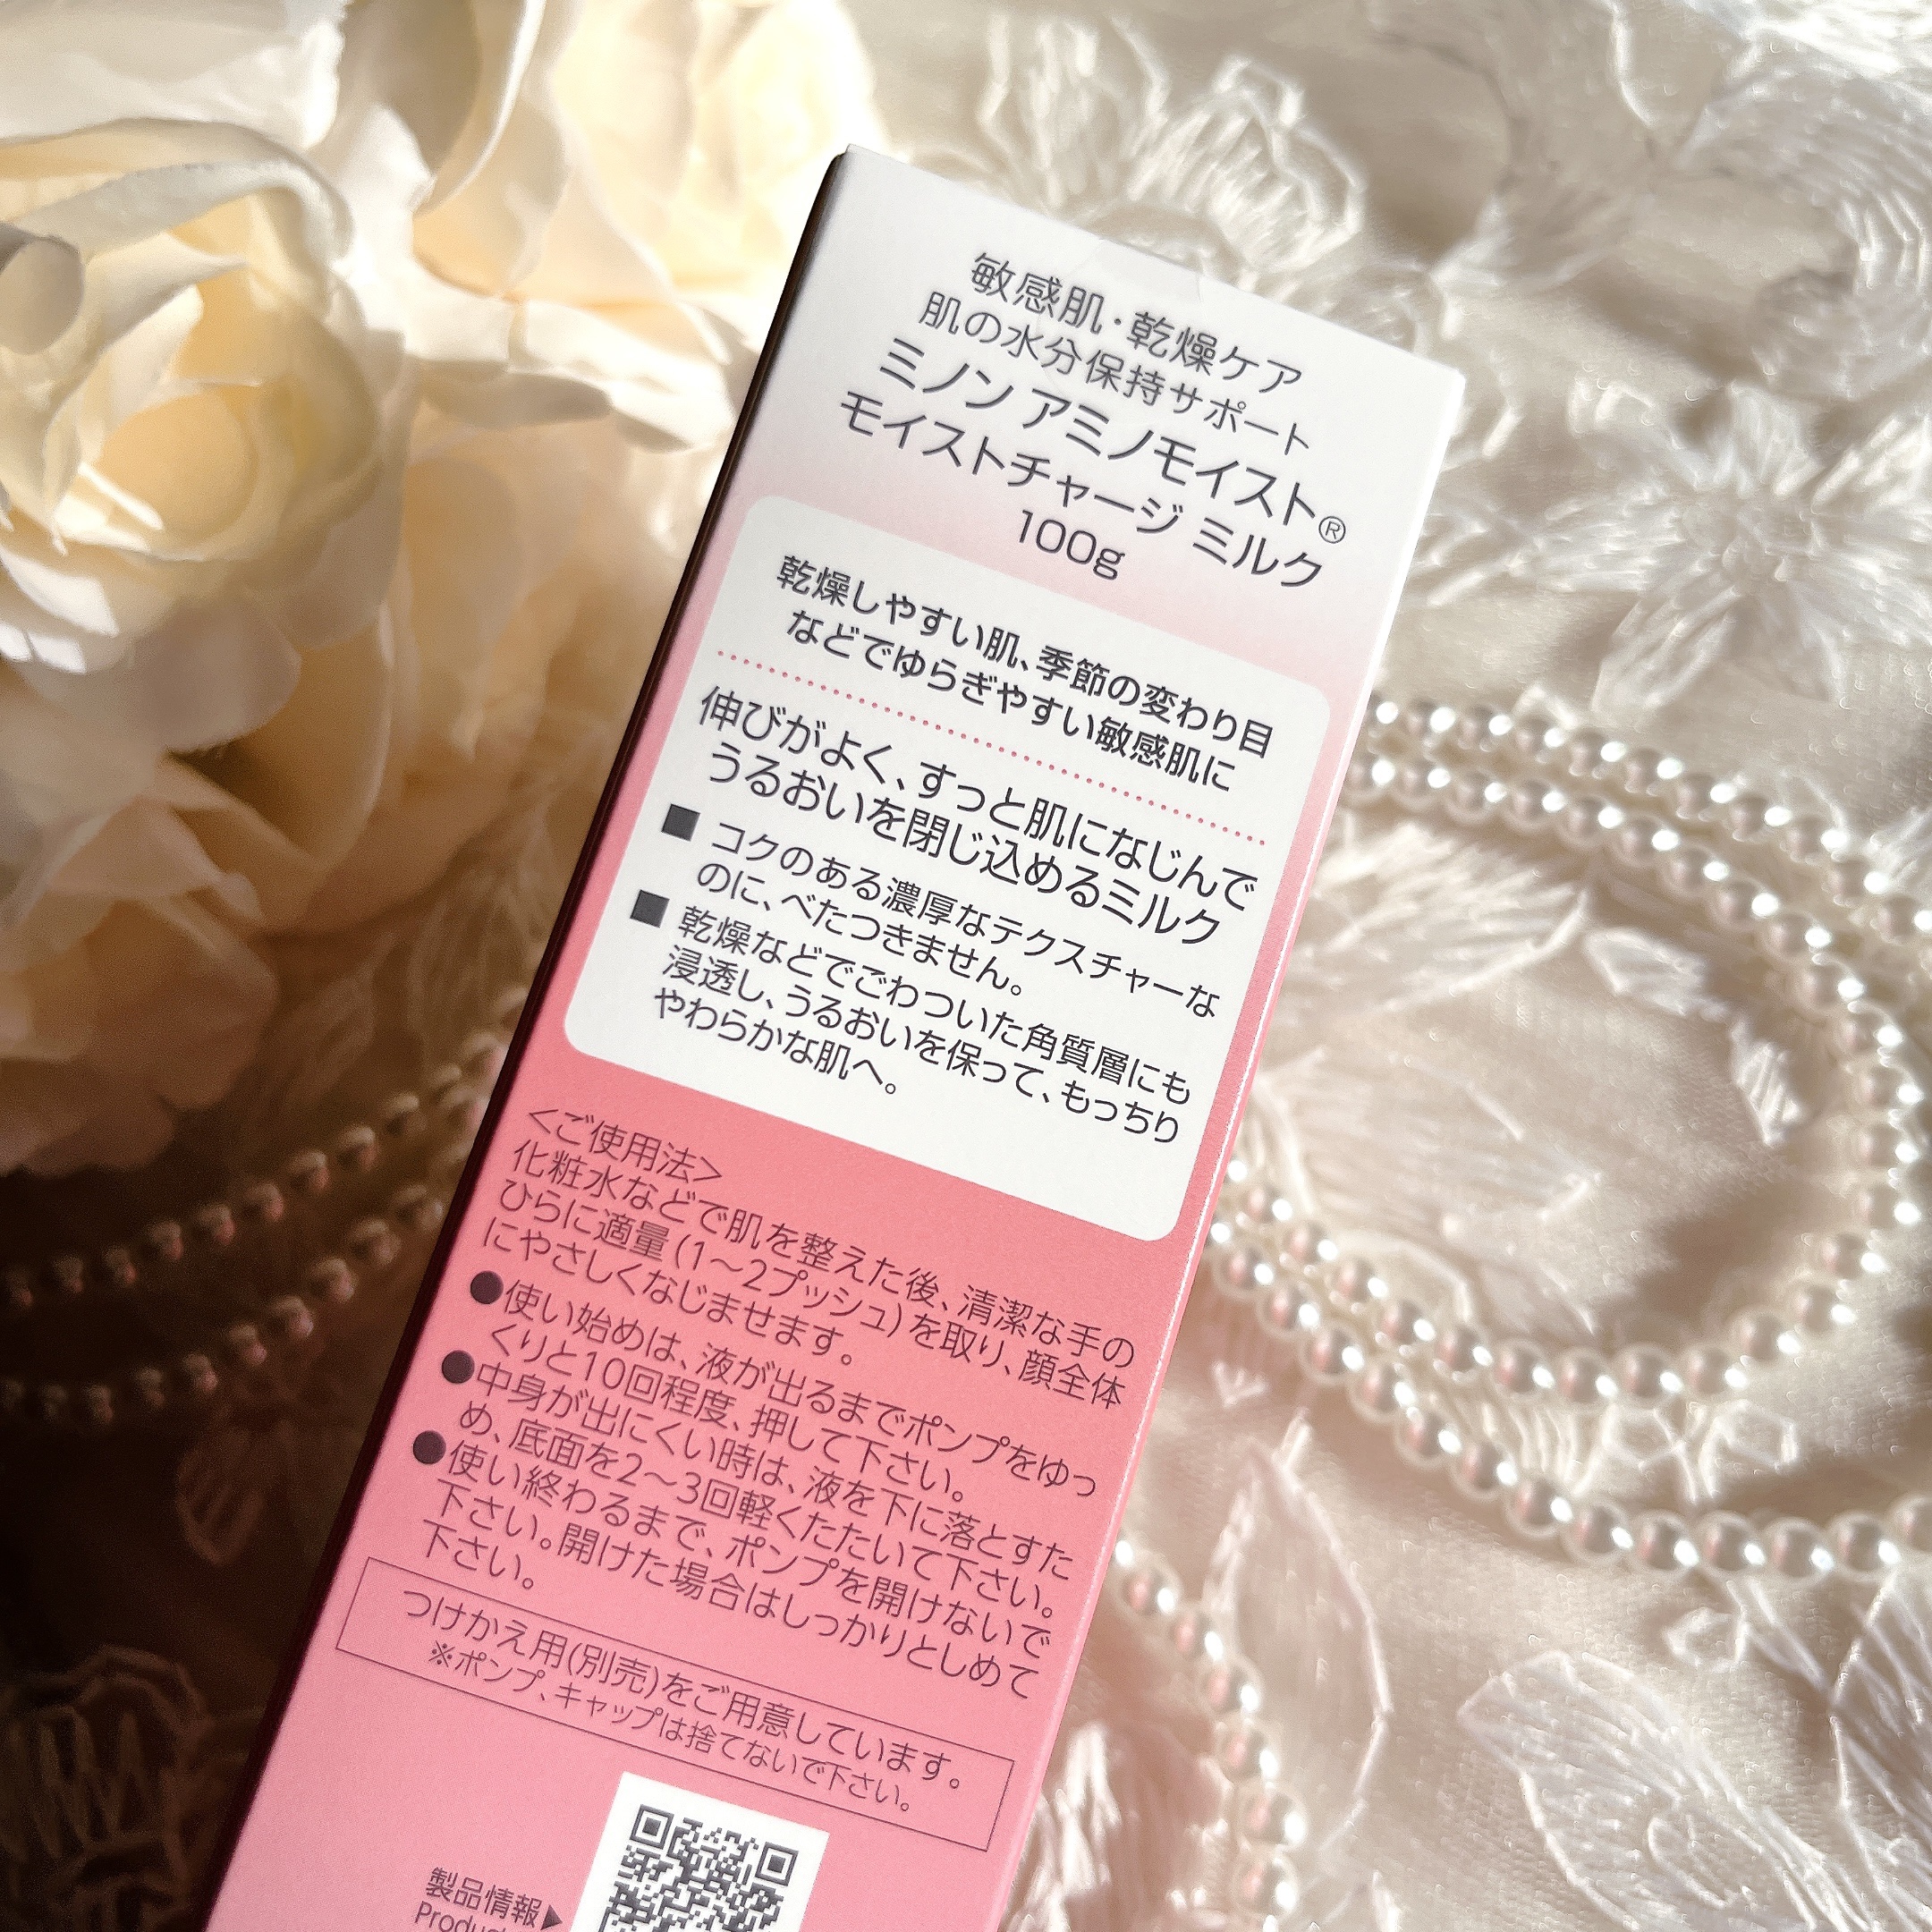 敏感肌・乾燥ケア
肌の水分保持サポート
ミノン アミノモイスト®
モイストチャージ ミルク
100g
乾燥しやすい肌、季節の変わり目
などでゆらぎやすい敏感肌に
伸びがよく、すっと肌になじんで
うるおいを閉じ込めるミルク
■ コクのある濃厚なテクスチャーな
のに、べたつきません。
■ 乾燥などでごわついた角質層にも
浸透し、うるおいを保って、もっちり
やわらかな肌へ。
＜ご使用法＞
化粧水などで肌を整えた後、清潔な手の
ひらに適量(1〜2プッシュ)を取り、顔全体
にやさしくなじませます。
●使い始めは、液が出るまでポンプをゆっ
くりと10回程度、押して下さい。
●中身が出にくい時は、液を下に落とすた
め、底面を2〜3回軽くたたいて下さい。
●使い終わるまで、ポンプを開けないで
下さい。開けた場合はしっかりとしめて
下さい。
つけかえ用(別売)をご用意しています。
※ポンプ、キャップは捨てないで下さい。
製品情報▶
Product